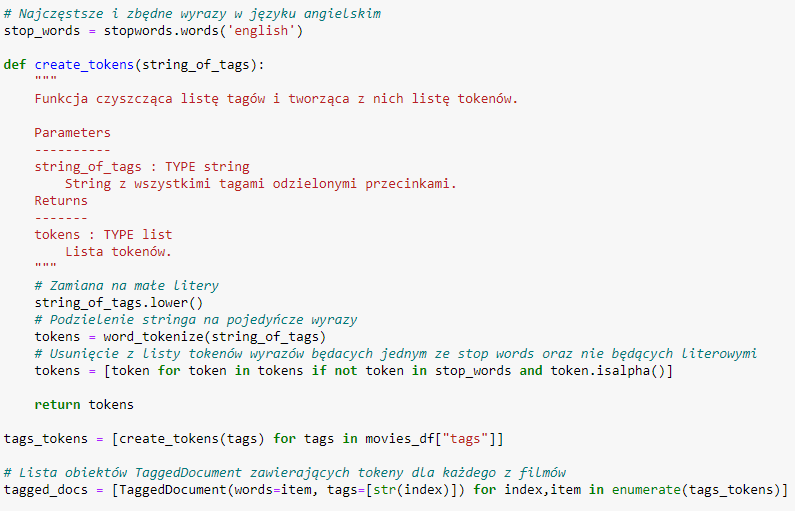 # Najczęstsze i zbędne wyrazy w języku angielskim
stop_words = stopwords.words('english')
def create_tokens(string_of_tags):
"""
Funkcja czyszcząca listę tagów i tworząca z nich listę tokenów.
Parameters
----------
string_of_tags : TYPE string
String z wszystkimi tagami odzielonymi przecinkami.
Returns
-------
tokens : TYPE list
Lista tokenów.
"""
# Zamiana na małe litery
string_of_tags.lower()
# Podzielenie stringa na pojedyńcze wyrazy
tokens = word_tokenize(string_of_tags)
# Usunięcie z listy tokenów wyrazów będacych jednym ze stop words oraz nie będących literowymi
tokens = [token for token in tokens if not token in stop_words and token.isalpha()]
return tokens
tags_tokens = [create_tokens(tags) for tags in movies_df["tags"]]
# Lista obiektów TaggedDocument zawierających tokeny dla każdego z filmów
tagged_docs = [TaggedDocument(words=item, tags=[str(index)]) for index,item in enumerate(tags_tokens)]